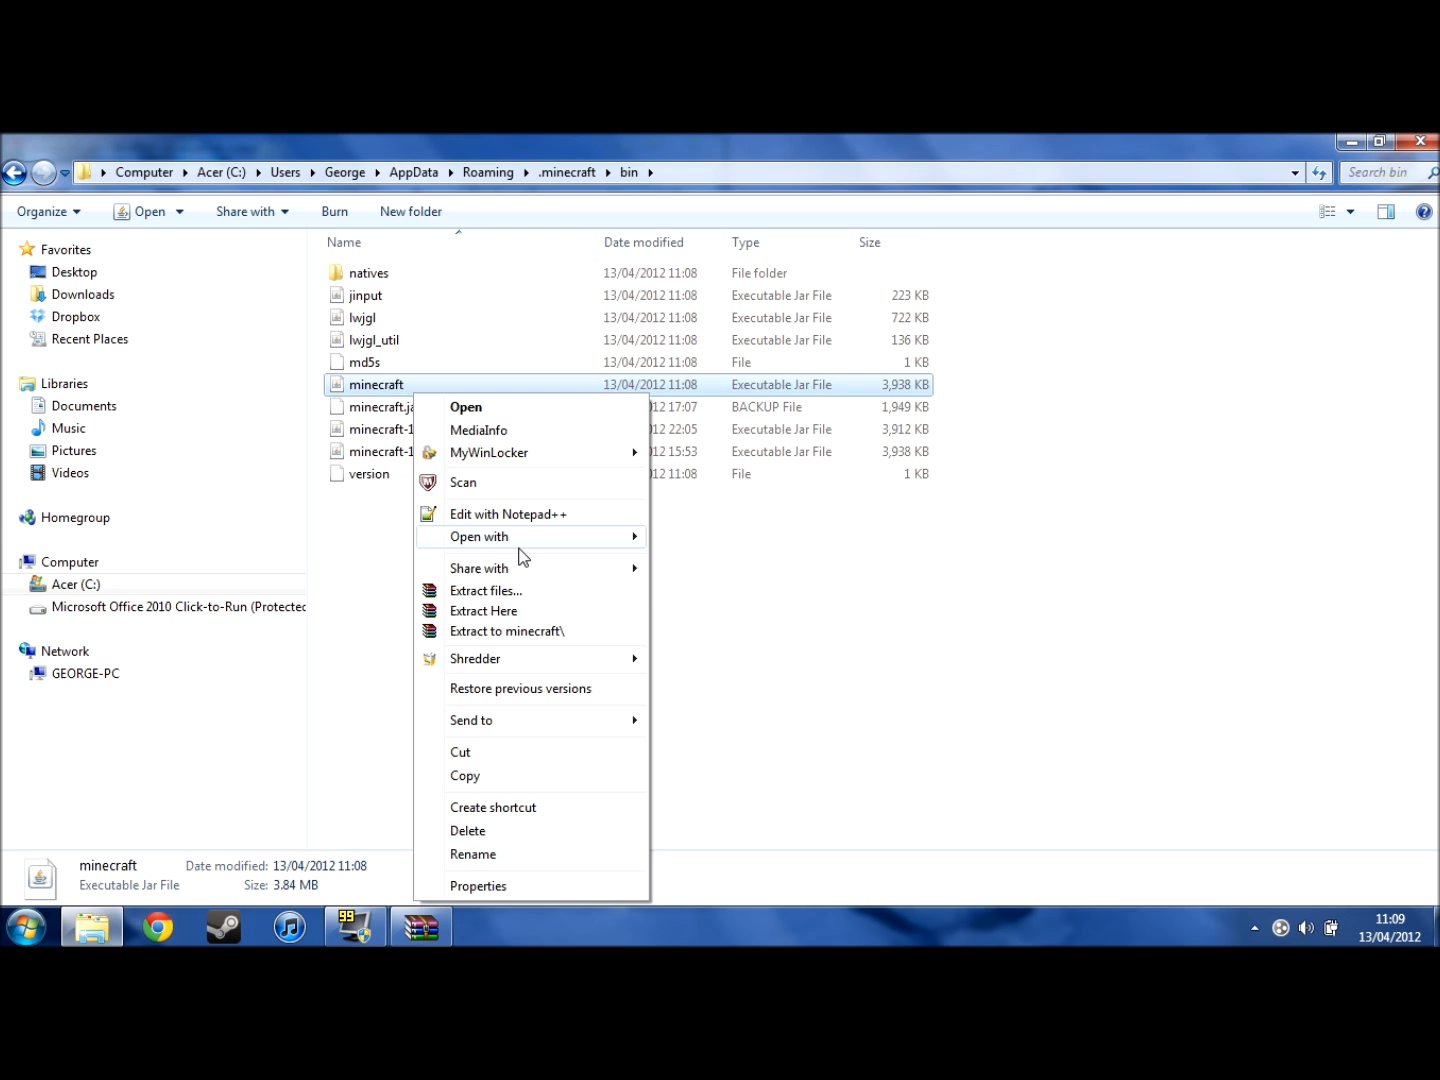 Computer Acer (C:) Users George AppData Roaming .minecraft bin Search bin
Organize Open Share with Burn New folder
Name Date modified Type Size
Favorites
Desktop
Downloads
Dropbox
Recent Places
Libraries
Documents
Music
Pictures
Videos
Homegroup
Computer
Acer (C:)
Microsoft Office 2010 Click-to-Run (Protected
Network
GEORGE-PC
natives 13/04/2012 11:08 File folder
jinput 13/04/2012 11:08 Executable Jar File 223 KB
lwjgl 13/04/2012 11:08 Executable Jar File 722 KB
lwjgl_util 13/04/2012 11:08 Executable Jar File 136 KB
md5s 13/04/2012 11:08 File 1 KB
minecraft 13/04/2012 11:08 Executable Jar File 3,938 KB
minecraft.ja 12 17:07 BACKUP File 1,949 KB
minecraft-1 12 22:05 Executable Jar File 3,912 KB
minecraft-1 12 15:53 Executable Jar File 3,938 KB
version 12 11:08 File 1 KB
Open
MediaInfo
MyWinLocker
Scan
Edit with Notepad++
Open with
Share with
Extract files...
Extract Here
Extract to minecraft\
Shredder
Restore previous versions
Send to
Cut
Copy
Create shortcut
Delete
Rename
Properties
minecraft Date modified: 13/04/2012 11:08
Executable Jar File Size: 3.84 MB
99
11:09
13/04/2012